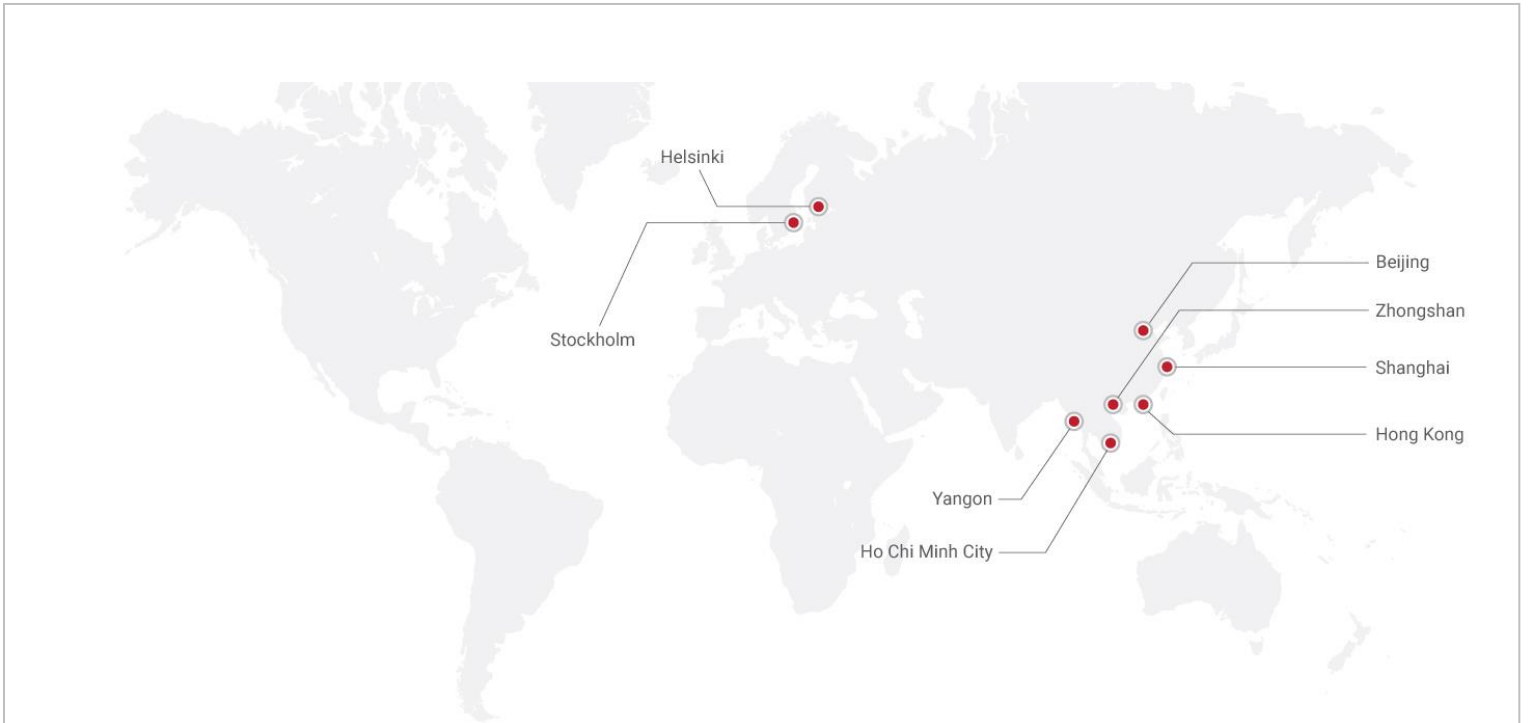 Helsinki
Beijing
Zhongshan
Stockholm
Shanghai
Hong Kong
Yangon
Ho Chi Minh City